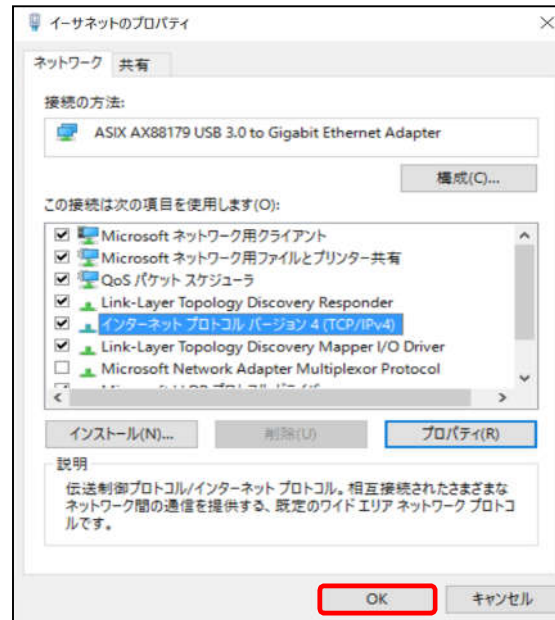 イーサネットのプロパティ
ネットワーク 共有
接続の方法:
ASIX AX88179 USB 3.0 to Gigabit Ethernet Adapter
構成(C)...
この接続は次の項目を使用します(O):
Microsoft ネットワーク用クライアント
Microsoft ネットワーク用ファイルとプリンター共有
QoS パケット スケジューラ
Link-Layer Topology Discovery Responder
インターネット プロトコル バージョン 4 (TCP/IPv4)
Link-Layer Topology Discovery Mapper I/O Driver
Microsoft Network Adapter Multiplexor Protocol
インストール(N)... 削除(U) プロパティ(R)
説明
伝送制御プロトコル/インターネット プロトコル。相互接続されたさまざまな
ネットワーク間の通信を提供する、既定のワイド エリア ネットワーク プロトコ
ルです。
OK キャンセル